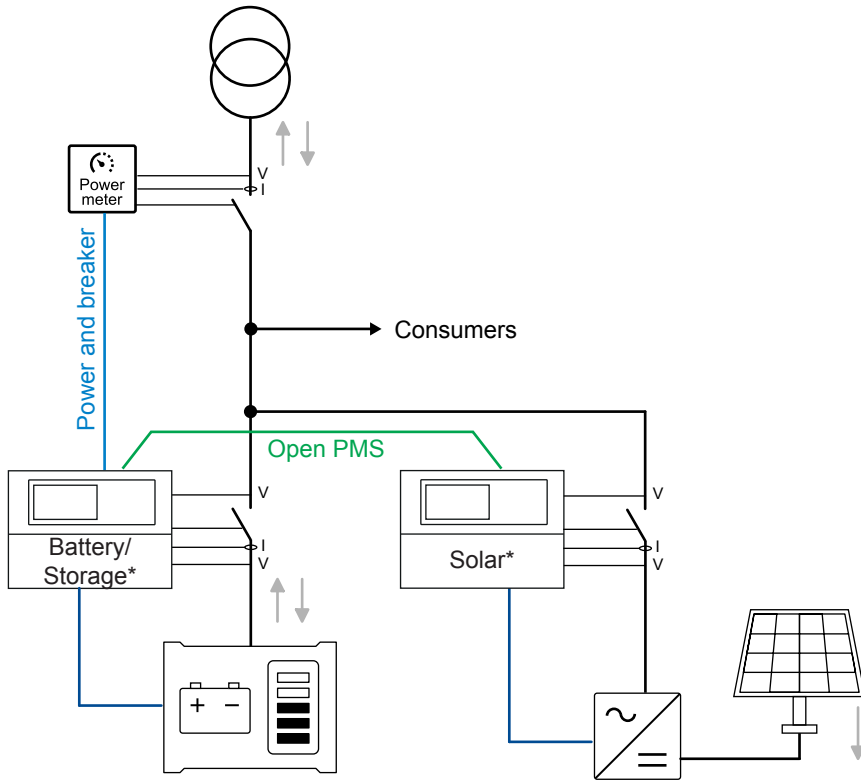 V
I
Power
meter
Power and breaker
Consumers
Open PMS
V
V
Battery/
Storage*
I
V
Solar*
I
V
+ −